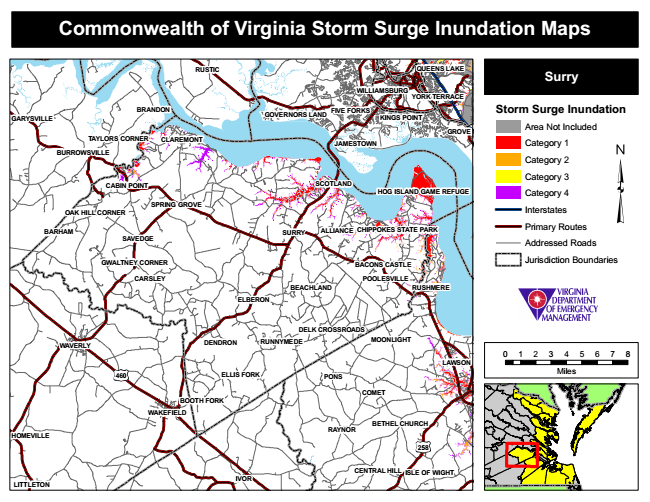 Commonwealth of Virginia Storm Surge Inundation Maps
Surry
Storm Surge Inundation
Area Not Included
Category 1
Category 2
Category 3
Category 4
Interstates
Primary Routes
Addressed Roads
Jurisdiction Boundaries
N
VIRGINIA
DEPARTMENT
OF EMERGENCY
MANAGEMENT
0 1 2 3 4 5 6 7 8
Miles
RUSTIC
QUEENS LAKE
WILLIAMSBURG
YORK TERRACE
BRANDON
FIVE FORKS
GARYSVILLE
GOVERNORS LAND
KINGS POINT
GROVE
TAYLORS CORNER
CLAREMONT
JAMESTOWN
BURROWSVILLE
CABIN POINT
SCOTLAND
HOG ISLAND GAME REFUGE
SPRING GROVE
OAK HILL CORNER
BARHAM
SAVEDGE
SURRY
ALLIANCE
CHIPPOKES STATE PARK
GWALTNEY CORNER
BACONS CASTLE
CARSLEY
POOLESVILLE
BEACHLAND
RUSHMERE
ELBERON
DELK CROSSROADS
WAVERLY
DENDRON
RUNNYMEDE
MOONLIGHT
LAWSON
460
ELLIS FORK
PONS
COMET
BOOTH FORK
WAKEFIELD
BETHEL CHURCH
RAYNOR
HOMEVILLE
258
CENTRAL HILL
ISLE OF WIGHT
IVOR
LITTLETON